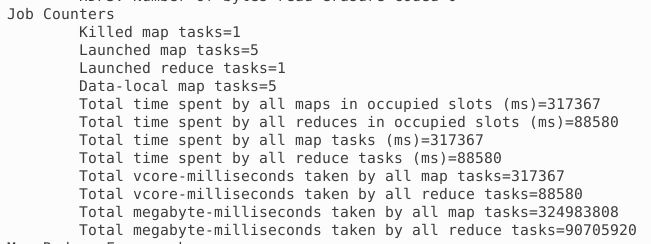 Job Counters
Killed map tasks=1
Launched map tasks=5
Launched reduce tasks=1
Data-local map tasks=5
Total time spent by all maps in occupied slots (ms)=317367
Total time spent by all reduces in occupied slots (ms)=88580
Total time spent by all map tasks (ms)=317367
Total time spent by all reduce tasks (ms)=88580
Total vcore-milliseconds taken by all map tasks=317367
Total vcore-milliseconds taken by all reduce tasks=88580
Total megabyte-milliseconds taken by all map tasks=324983808
Total megabyte-milliseconds taken by all reduce tasks=90705920